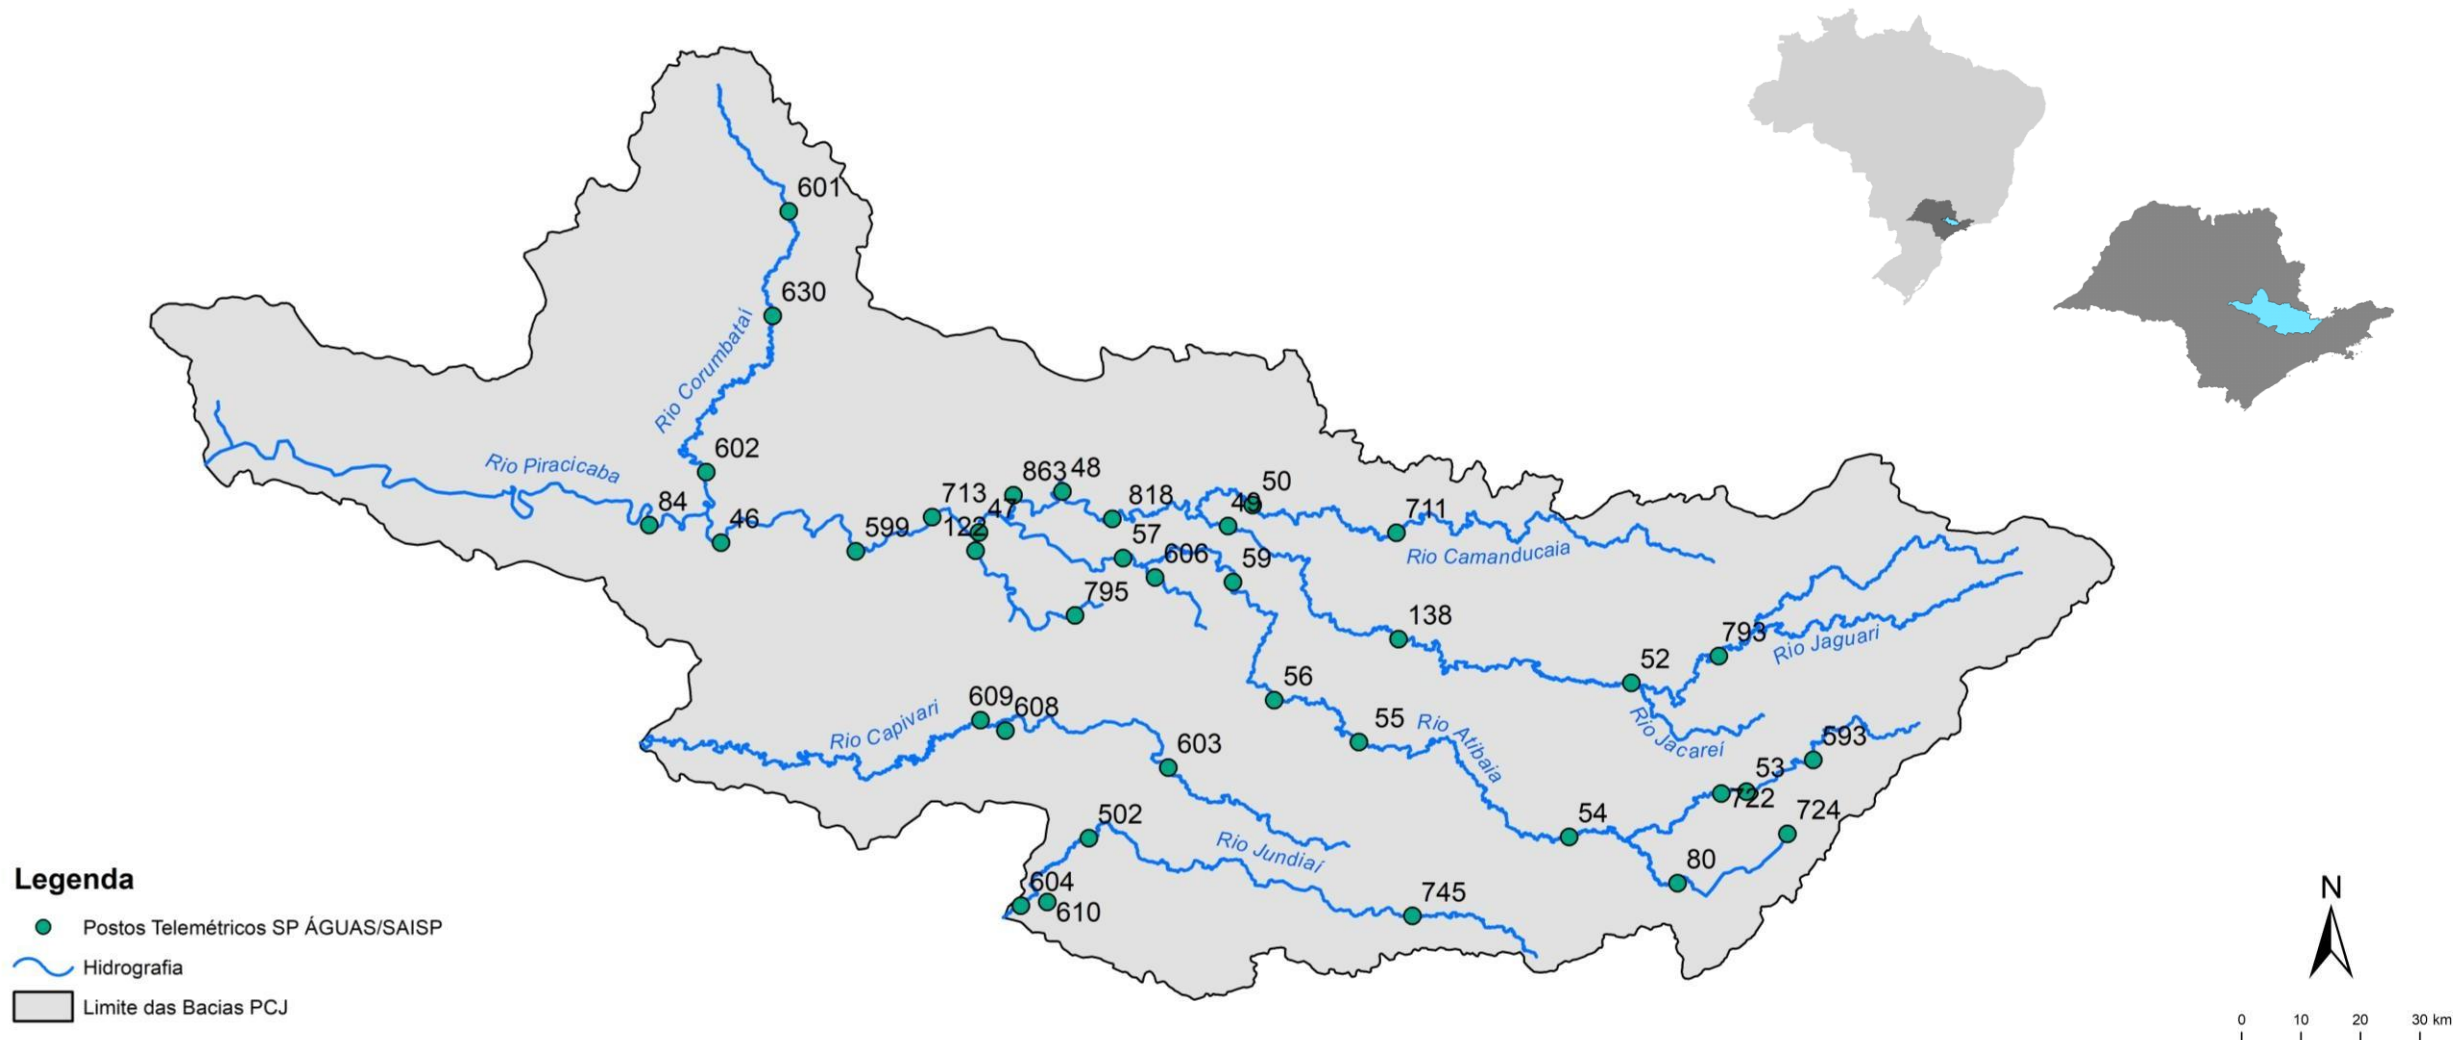 601
630
Rio Corumbataí
602
Rio Piracicaba
84
46
599
713
122
47
863
48
818
57
606
795
49
50
59
711
Rio Camanducaia
138
52
793
Rio Jaguari
Rio Jacareí
56
55
Rio Atibaia
593
53
722
724
54
80
609
608
Rio Capivari
603
502
Rio Jundiaí
604
610
745
Legenda
Postos Telemétricos SP ÁGUAS/SAISP
Hidrografia
Limite das Bacias PCJ
N
0 10 20 30 km